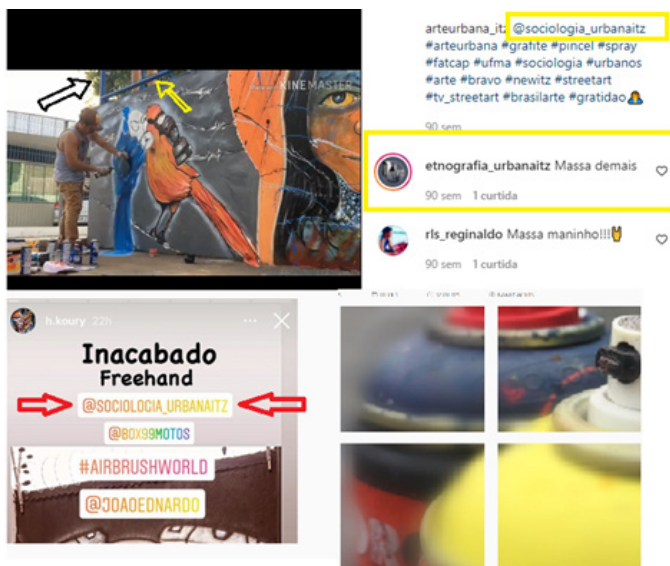 KINEMASTER
arteurbana_itz @sociologia_urbanaitz
#arteurbana #grafite #pincel #spray
#fatcap #ufma #sociologia #urbanos
#arte #bravo #newitz #streetart
#tv_streetart #brasilarte #gratidao
90 sem
etnografia_urbanaitz Massa demais
90 sem 1 curtida
rls_reginaldo Massa maninho!!!
90 sem 1 curtida
h.koury 22h
Inacabado
Freehand
@SOCIOLOGIA_URBANAITZ
@BOX99MOTOS
#AIRBRUSHWORLD
@JOAOEDNARDO